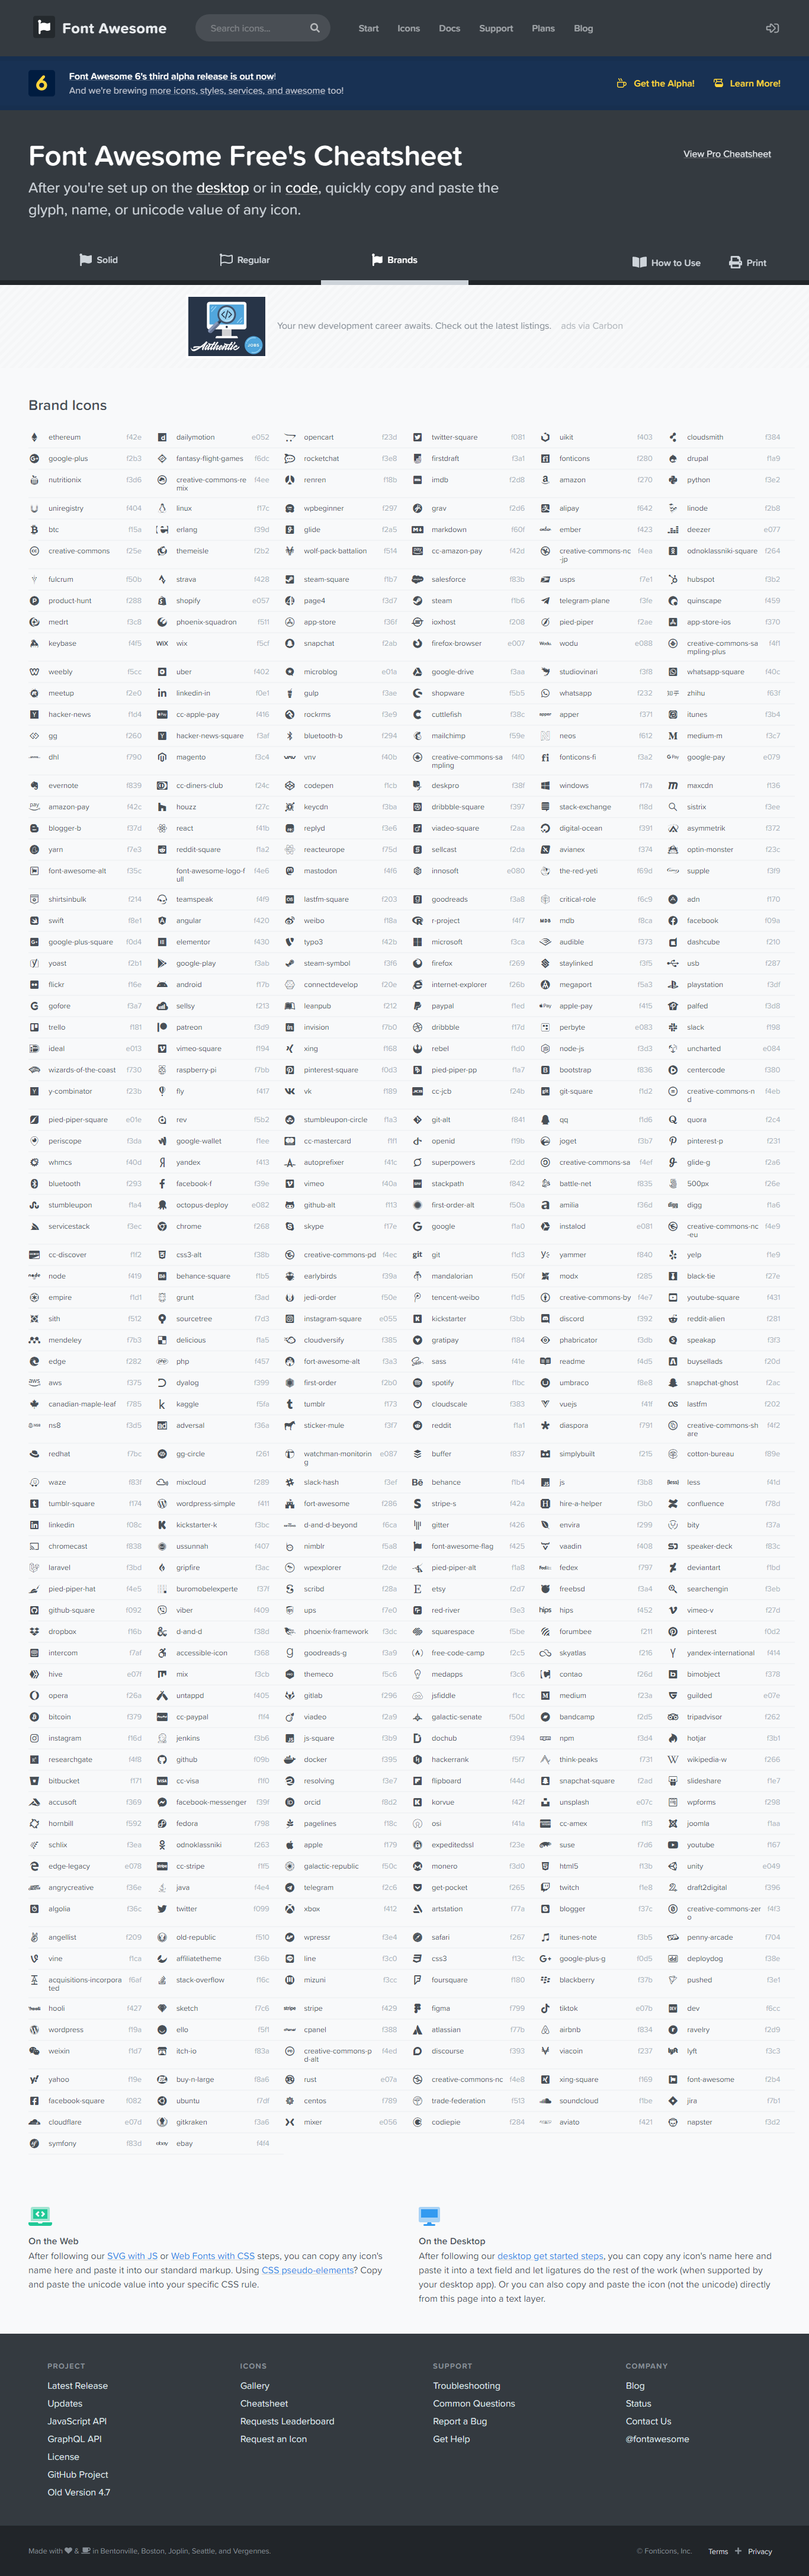 Font Awesome Search icons... Start Icons Docs Support Plans Blog
6 Font Awesome 6's third alpha release is out now!
And we're brewing more icons, styles, services, and awesome too! Get the Alpha! Learn More!
Font Awesome Free's Cheatsheet View Pro Cheatsheet
After you're set up on the desktop or in code, quickly copy and paste the
glyph, name, or unicode value of any icon.
Solid Regular Brands How to Use Print
Authentic JOBS
Your new development career awaits. Check out the latest listings. ads via Carbon
Brand Icons
ethereum f42e dailymotion e052 opencart f23d twitter-square f081 uikit f403 cloudsmith f384
google-plus f2b3 fantasy-flight-games f6dc rocketchat f3e8 firstdraft f3a1 fonticons f280 drupal f1a9
nutritionix f3d6 creative-commons-re f4ee renren f18b imdb f2d8 amazon f270 python f3e2
mix
uniregistry f404 linux f17c wpbeginner f297 grav f2d6 alipay f642 linode f2b8
btc f15a erlang f39d glide f2a5 markdown f60f ember f423 deezer e077
creative-commons f25e themeisle f2b2 wolf-pack-battalion f514 cc-amazon-pay f42d creative-commons-nc f4ea odnoklassniki-square f264
-jp
fulcrum f50b strava f428 steam-square f1b7 salesforce f83b usps f7e1 hubspot f3b2
product-hunt f288 shopify e057 page4 f3d7 steam f1b6 telegram-plane f3fe quinscape f459
medrt f3c8 phoenix-squadron f511 app-store f36f ioxhost f208 pied-piper f2ae app-store-ios f370
keybase f4f5 wix f5cf snapchat f2ab firefox-browser e007 wodu e088 creative-commons-sa f4f1
mpling-plus
weebly f5cc uber f402 microblog e01a google-drive f3aa studiovinari f3f8 whatsapp-square f40c
meetup f2e0 linkedin-in f0e1 gulp f3ae shopware f5b5 whatsapp f232 zhihu f63f
hacker-news f1d4 cc-apple-pay f416 rockrms f3e9 cuttlefish f38c apper f371 itunes f3b4
gg f260 hacker-news-square f3af bluetooth-b f294 mailchimp f59e neos f612 medium-m f3c7
dhl f790 magento f3c4 vnv f40b creative-commons-sa f4f0 fonticons-fi f3a2 google-pay e079
mpling
evernote f839 cc-diners-club f24c codepen f1cb deskpro f38f windows f17a maxcdn f136
amazon-pay f42c houzz f27c keycdn f3ba dribbble-square f397 stack-exchange f18d sistrix f3ee
blogger-b f37d react f41b replyd f3e6 viadeo-square f2aa digital-ocean f391 asymmetrik f372
yarn f7e3 reddit-square f1a2 reacteurope f75d sellcast f2da avianex f374 optin-monster f23c
font-awesome-alt f35c font-awesome-logo-f f4e6 mastodon f4f6 innosoft e080 the-red-yeti f69d supple f3f9
ull
shirtsinbulk f214 teamspeak f4f9 lastfm-square f203 goodreads f3a8 critical-role f6c9 adn f170
swift f8e1 angular f420 weibo f18a r-project f4f7 mdb f8ca facebook f09a
google-plus-square f0d4 elementor f430 typo3 f42b microsoft f3ca audible f373 dashcube f210
yoast f2b1 google-play f3ab steam-symbol f3f6 firefox f269 staylinked f3f5 usb f287
flickr f16e android f17b connectdevelop f20e internet-explorer f26b megaport f5a3 playstation f3df
gofore f3a7 sellsy f213 leanpub f212 paypal f1ed apple-pay f415 palfed f3d8
trello f181 patreon f3d9 invision f7b0 dribbble f17d perbyte e083 slack f198
ideal e013 vimeo-square f194 xing f168 rebel f1d0 node-js f3d3 uncharted e084
wizards-of-the-coast f730 raspberry-pi f7bb pinterest-square f0d3 pied-piper-pp f1a7 bootstrap f836 centercode f380
y-combinator f23b fly f417 vk f189 cc-jcb f24b git-square f1d2 creative-commons-n f4eb
d
pied-piper-square e01e rev f5b2 stumbleupon-circle f1a3 git-alt f841 qq f1d6 quora f2c4
periscope f3da google-wallet f1ee cc-mastercard f1f1 openid f19b joget f3b7 pinterest-p f231
whmcs f40d yandex f413 autoprefixer f41c superpowers f2dd creative-commons-sa f4ef glide-g f2a6
bluetooth f293 facebook-f f39e vimeo f40a stackpath f842 battle-net f835 500px f26e
stumbleupon f1a4 octopus-deploy e082 github-alt f113 first-order-alt f50a amilia f36d digg f1a6
servicestack f3ec chrome f268 skype f17e google f1a0 instalod e081 creative-commons-nc f4e9
-eu
cc-discover f1f2 css3-alt f38b creative-commons-pd f4ec git f1d3 yammer f840 yelp f1e9
node f419 behance-square f1b5 earlybirds f39a mandalorian f50f modx f285 black-tie f27e
empire f1d1 grunt f3ad jedi-order f50e tencent-weibo f1d5 creative-commons-by f4e7 youtube-square f431
sith f512 sourcetree f7d3 instagram-square e055 kickstarter f3bb discord f392 reddit-alien f281
mendeley f7b3 delicious f1a5 cloudversify f385 gratipay f184 phabricator f3db speakap f3f3
edge f282 php f457 fort-awesome-alt f3a3 sass f41e readme f4d5 buysellads f20d
aws f375 dyalog f399 first-order f2b0 spotify f1bc umbraco f8e8 snapchat-ghost f2ac
canadian-maple-leaf f785 kaggle f5fa tumblr f173 cloudscale f383 vuejs f41f lastfm f202
ns8 f3d5 adversal f36a sticker-mule f3f7 reddit f1a1 diaspora f791 creative-commons-sh f4f2
are
redhat f7bc gg-circle f261 watchman-monitorin e087 buffer f837 simplybuilt f215 cotton-bureau f89e
g
waze f83f mixcloud f289 slack-hash f3ef behance f1b4 js f3b8 less f41d
tumblr-square f174 wordpress-simple f411 fort-awesome f286 stripe-s f42a hire-a-helper f3b0 confluence f78d
linkedin f08c kickstarter-k f3bc d-and-d-beyond f6ca gitter f426 envira f299 bity f37a
chromecast f838 ussunnah f407 nimblr f5a8 font-awesome-flag f425 vaadin f408 speaker-deck f83c
laravel f3bd gripfire f3ac wpexplorer f2de pied-piper-alt f1a8 fedex f797 deviantart f1bd
pied-piper-hat f4e5 buromobelexperte f37f scribd f28a etsy f2d7 freebsd f3a4 searchengin f3eb
github-square f092 viber f409 ups f7e0 red-river f3e3 hips f452 vimeo-v f27d
dropbox f16b d-and-d f38d phoenix-framework f3dc squarespace f5be forumbee f211 pinterest f0d2
intercom f7af accessible-icon f368 goodreads-g f3a9 free-code-camp f2c5 skyatlas f216 yandex-international f414
hive e07f mix f3cb themeco f5c6 medapps f3c6 contao f26d bimobject f378
opera f26a untappd f405 gitlab f296 jsfiddle f1cc medium f23a guilded e07e
bitcoin f379 cc-paypal f1f4 viadeo f2a9 galactic-senate f50d bandcamp f2d5 tripadvisor f262
instagram f16d jenkins f3b6 js-square f3b9 dochub f394 npm f3d4 hotjar f3b1
researchgate f4f8 github f09b docker f395 hackerrank f5f7 think-peaks f731 wikipedia-w f266
bitbucket f171 cc-visa f1f0 resolving f3e7 flipboard f44d snapchat-square f2ad slideshare f1e7
accusoft f369 facebook-messenger f39f orcid f8d2 korvue f42f unsplash e07c wpforms f298
hornbill f592 fedora f798 pagelines f18c osi f41a cc-amex f1f3 joomla f1aa
schlix f3ea odnoklassniki f263 apple f179 expeditedssl f23e suse f7d6 youtube f167
edge-legacy e078 cc-stripe f1f5 galactic-republic f50c monero f3d0 html5 f13b unity e049
angrycreative f36e java f4e4 telegram f2c6 get-pocket f265 twitch f1e8 draft2digital f396
algolia f36c twitter f099 xbox f412 artstation f77a blogger f37c creative-commons-zer f4f3
o
angellist f209 old-republic f510 wpressr f3e4 safari f267 itunes-note f3b5 penny-arcade f704
vine f1ca affiliatetheme f36b line f3c0 css3 f13c google-plus-g f0d5 deploydog f38e
acquisitions-incorpora f6af stack-overflow f16c mizuni f3cc foursquare f180 blackberry f37b pushed f3e1
ted
hooli f427 sketch f7c6 stripe f429 figma f799 tiktok e07b dev f6cc
wordpress f19a ello f5f1 cpanel f388 atlassian f77b airbnb f834 ravelry f2d9
weixin f1d7 itch-io f83a creative-commons-p f4ed discourse f393 viacoin f237 lyft f3c3
d-alt
yahoo f19e buy-n-large f8a6 rust e07a creative-commons-nc f4e8 xing-square f169 font-awesome f2b4
facebook-square f082 ubuntu f7df centos f789 trade-federation f513 soundcloud f1be jira f7b1
cloudflare e07d gitkraken f3a6 mixer e056 codiepie f284 aviato f421 napster f3d2
symfony f83d ebay f4f4
On the Web
After following our SVG with JS or Web Fonts with CSS steps, you can copy any icon's
name here and paste it into our standard markup. Using CSS pseudo-elements? Copy
and paste the unicode value into your specific CSS rule.
On the Desktop
After following our desktop get started steps, you can copy any icon's name here and
paste it into a text field and let ligatures do the rest of the work (when supported by
your desktop app). Or you can also copy and paste the icon (not the unicode) directly
from this page into a text layer.
PROJECT
Latest Release
Updates
JavaScript API
GraphQL API
License
GitHub Project
Old Version 4.7
ICONS
Gallery
Cheatsheet
Requests Leaderboard
Request an Icon
SUPPORT
Troubleshooting
Common Questions
Report a Bug
Get Help
COMPANY
Blog
Status
Contact Us
@fontawesome
Made with & in Bentonville, Boston, Joplin, Seattle, and Vergennes. © Fonticons, Inc. Terms Privacy